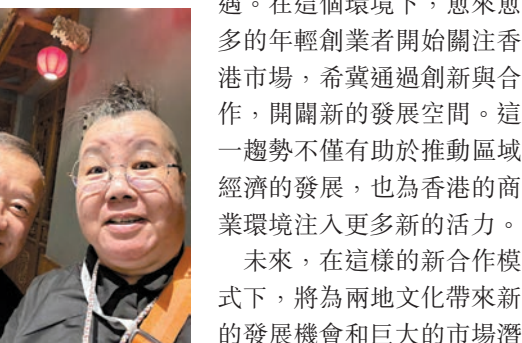 遇。在這個環境下，愈來愈
多的年輕創業者開始關注香
港市場，希冀通過創新與合
作，開闢新的發展空間。這
一趨勢不僅有助於推動區域
經濟的發展，也為香港的商
業環境注入更多新的活力。
未來，在這樣的新合作模
式下，將為兩地文化帶來新
的發展機會和巨大的市場潛